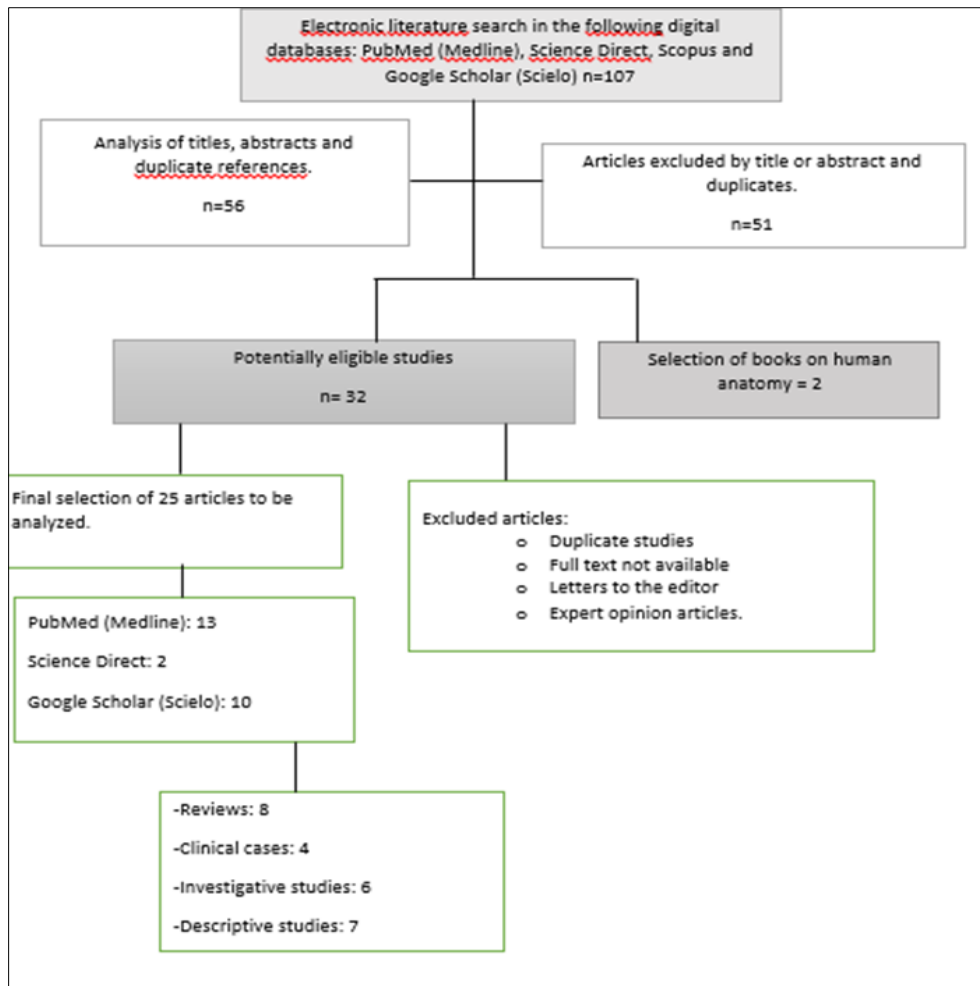 Electronic literature search in the following digital
databases: PubMed (Medline), Science Direct, Scopus and
Google Scholar (Scielo) n=107
Analysis of titles, abstracts and
duplicate references.
n=56
Articles excluded by title or abstract and
duplicates.
n=51
Potentially eligible studies
n= 32
Selection of books on human
anatomy = 2
Final selection of 25 articles to be
analyzed.
Excluded articles:
o Duplicate studies
o Full text not available
o Letters to the editor
o Expert opinion articles.
PubMed (Medline): 13
Science Direct: 2
Google Scholar (Scielo): 10
-Reviews: 8
-Clinical cases: 4
-Investigative studies: 6
-Descriptive studies: 7